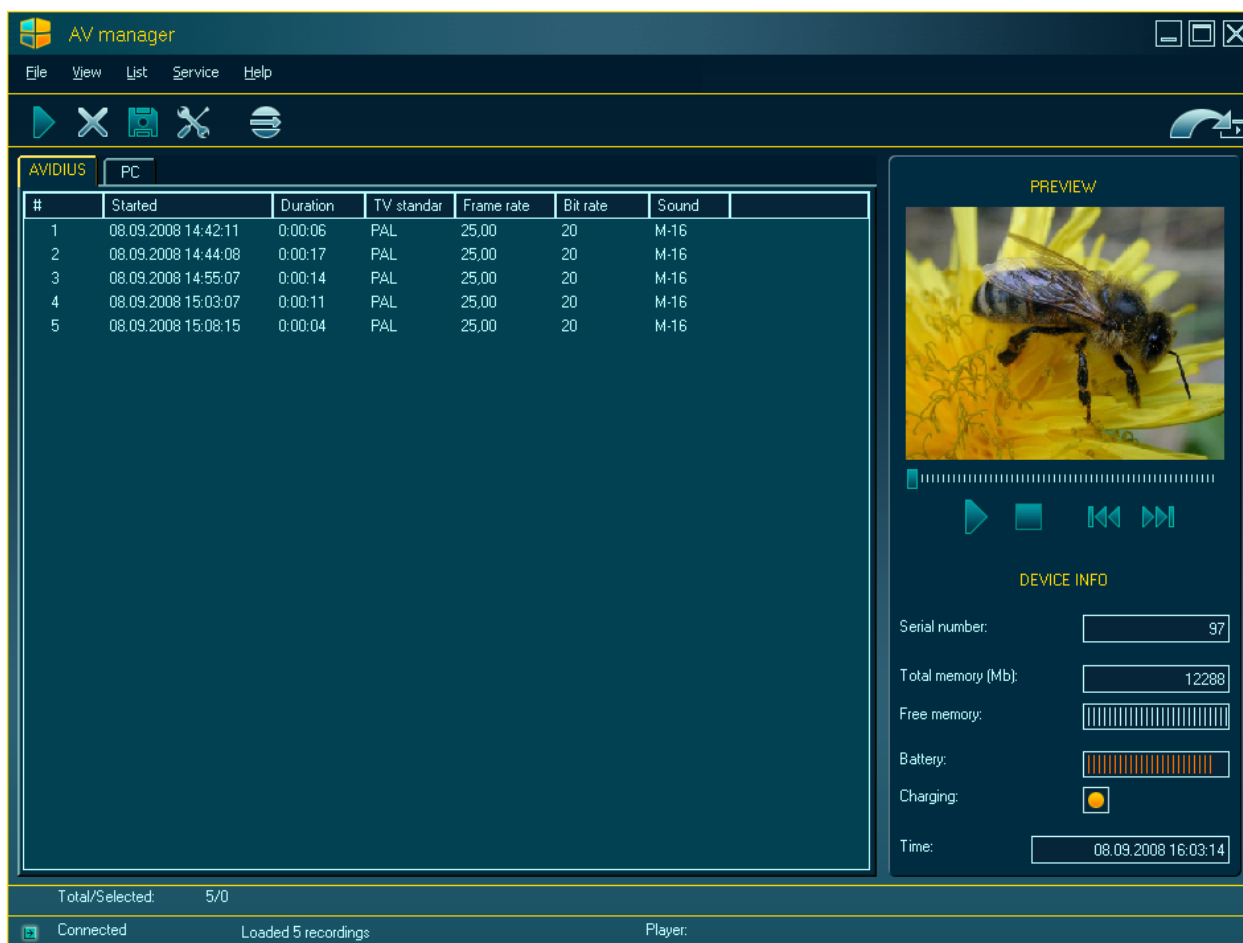 AV manager
File View List Service Help
AVIDIUS PC
# Started Duration TV standar Frame rate Bit rate Sound
1 08.09.2008 14:42:11 0:00:06 PAL 25,00 20 M-16
2 08.09.2008 14:44:08 0:00:17 PAL 25,00 20 M-16
3 08.09.2008 14:55:07 0:00:14 PAL 25,00 20 M-16
4 08.09.2008 15:03:07 0:00:11 PAL 25,00 20 M-16
5 08.09.2008 15:08:15 0:00:04 PAL 25,00 20 M-16
PREVIEW
DEVICE INFO
Serial number: 97
Total memory (Mb): 12288
Free memory:
Battery:
Charging:
Time: 08.09.2008 16:03:14
Total/Selected: 5/0
Connected Loaded 5 recordings Player: